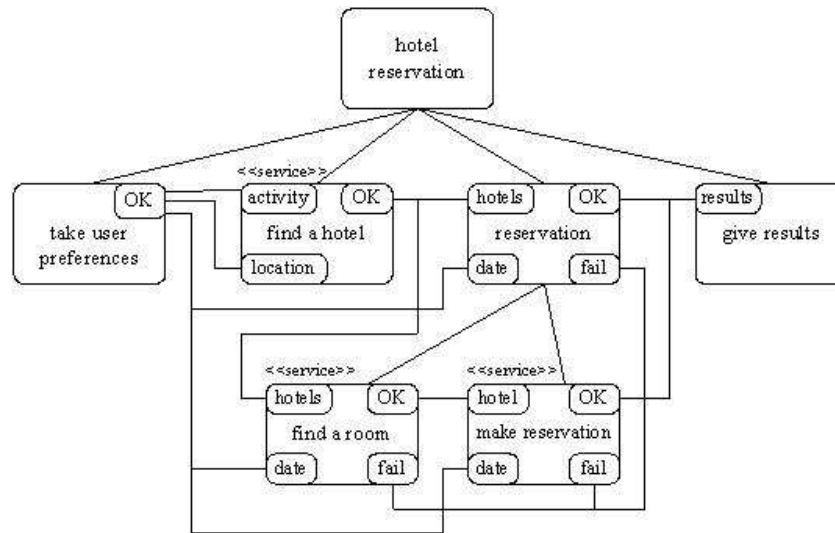 hotel
reservation
<<service>>
OK
take user
preferences
activity
OK
find a hotel
location
hotels
OK
reservation
date
fail
results
give results
<<service>>
hotels
OK
find a room
date
fail
<<service>>
hotel
OK
make reservation
date
fail